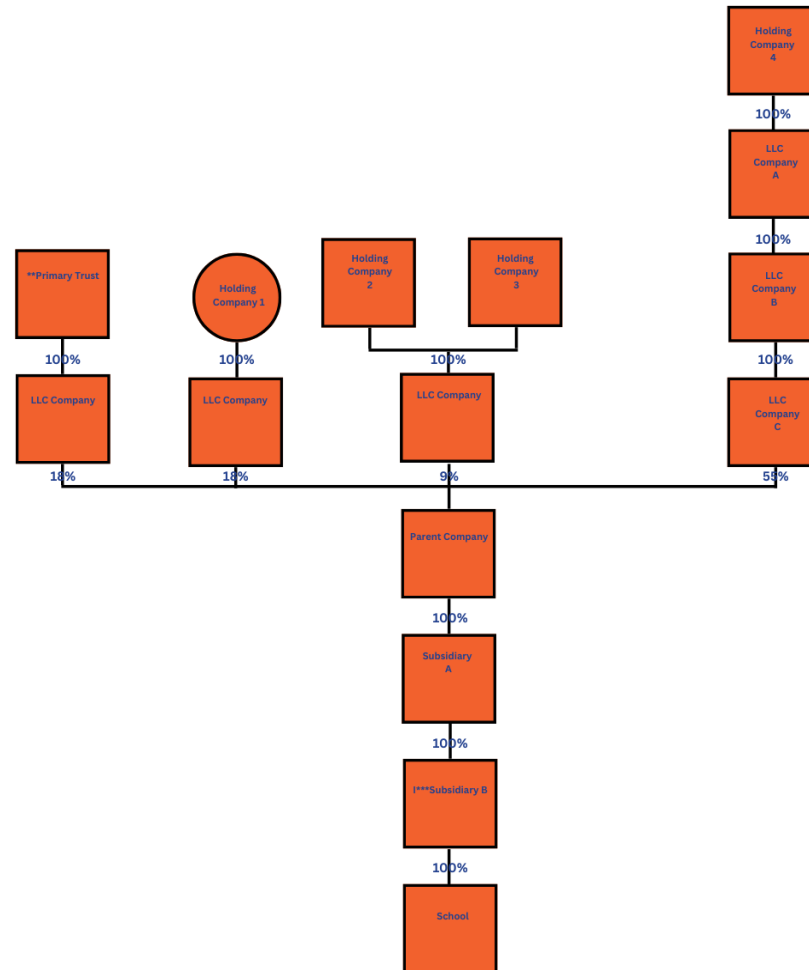 Holding
Company
4
100%
LLC
Company
A
100%
**Primary Trust
Holding
Company 1
Holding
Company
2
Holding
Company
3
LLC
Company
B
100%
100%
100%
100%
LLC Company
LLC Company
LLC Company
LLC
Company
C
18%
18%
9%
55%
Parent Company
100%
Subsidiary
A
100%
I***Subsidiary B
100%
School